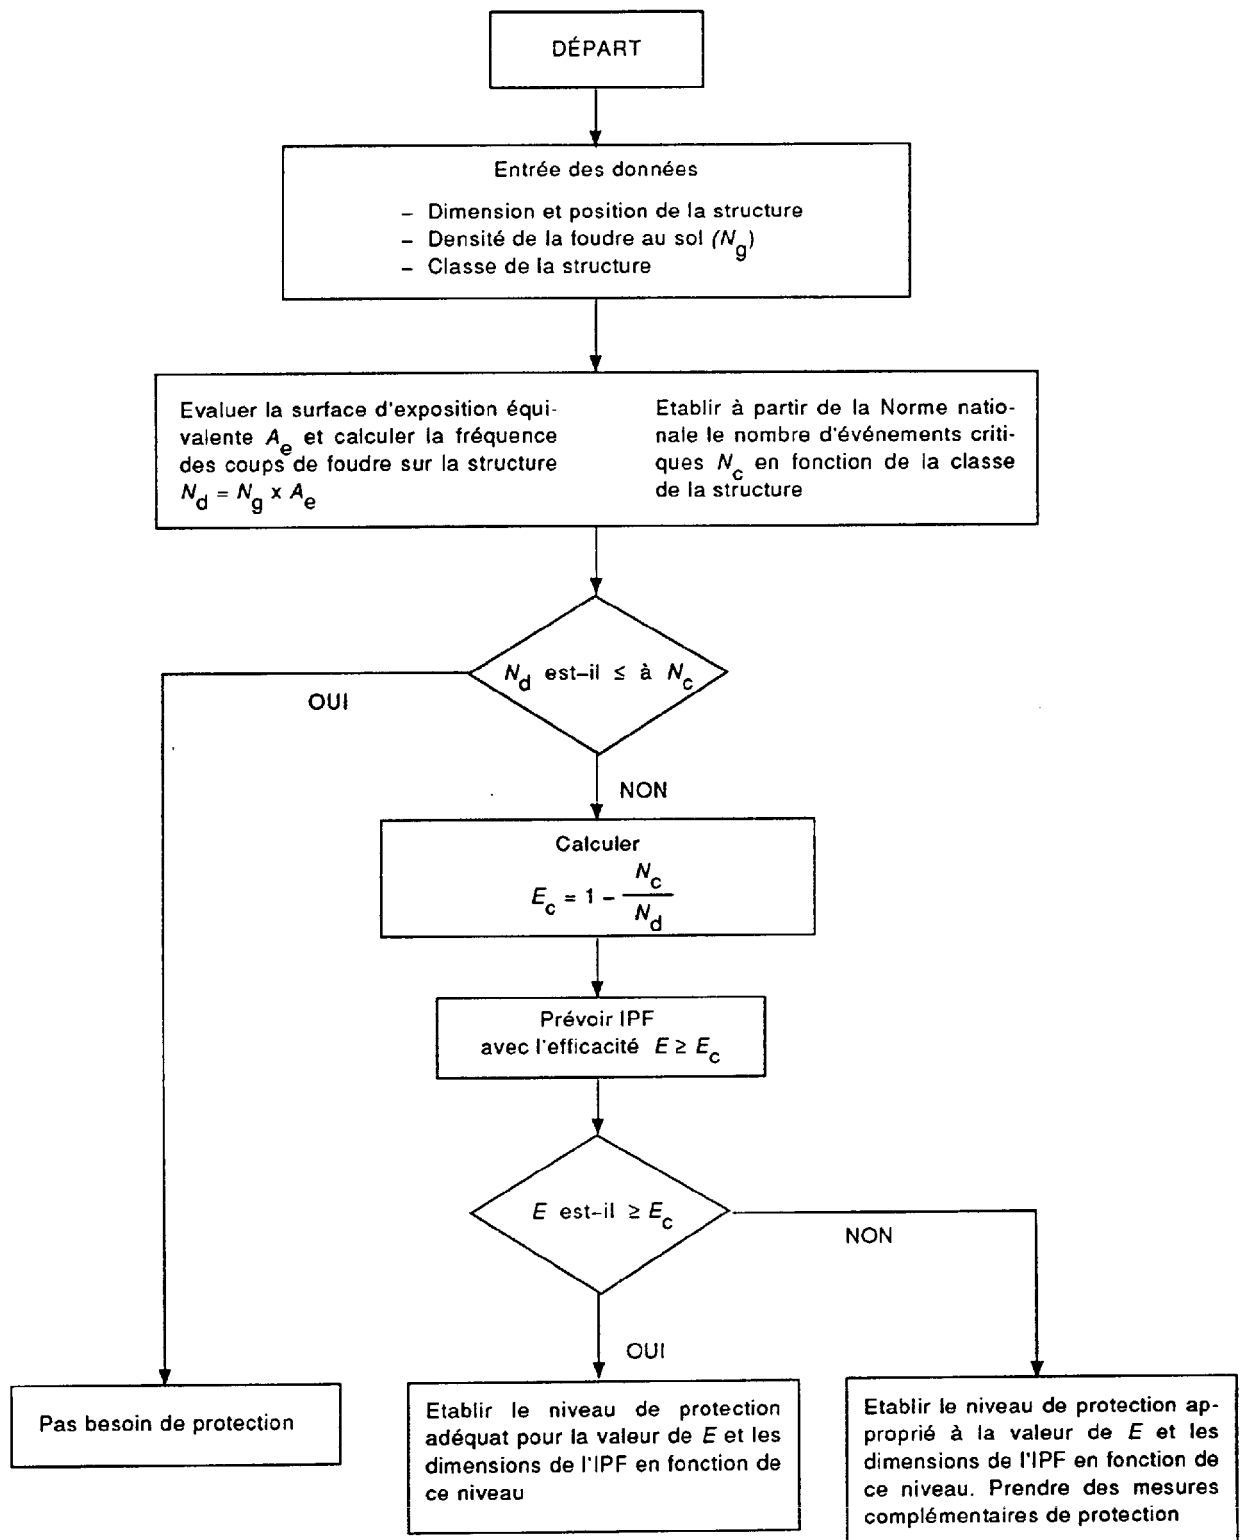 DÉPART
Entrée des données
– Dimension et position de la structure
– Densité de la foudre au sol (Ng)
– Classe de la structure
Evaluer la surface d'exposition équi-
valente Ae et calculer la fréquence
des coups de foudre sur la structure
Nd = Ng x Ae
Etablir à partir de la Norme natio-
nale le nombre d'événements criti-
ques Nc en fonction de la classe
de la structure
Nd est-il ≤ à Nc
OUI
NON
Calculer
Ec = 1 – Nc
Nd
Prévoir IPF
avec l'efficacité E ≥ Ec
E est-il ≥ Ec
NON
OUI
Pas besoin de protection
Etablir le niveau de protection
adéquat pour la valeur de E et les
dimensions de l'IPF en fonction de
ce niveau
Etablir le niveau de protection ap-
proprié à la valeur de E et les
dimensions de l'IPF en fonction de
ce niveau. Prendre des mesures
complémentaires de protection